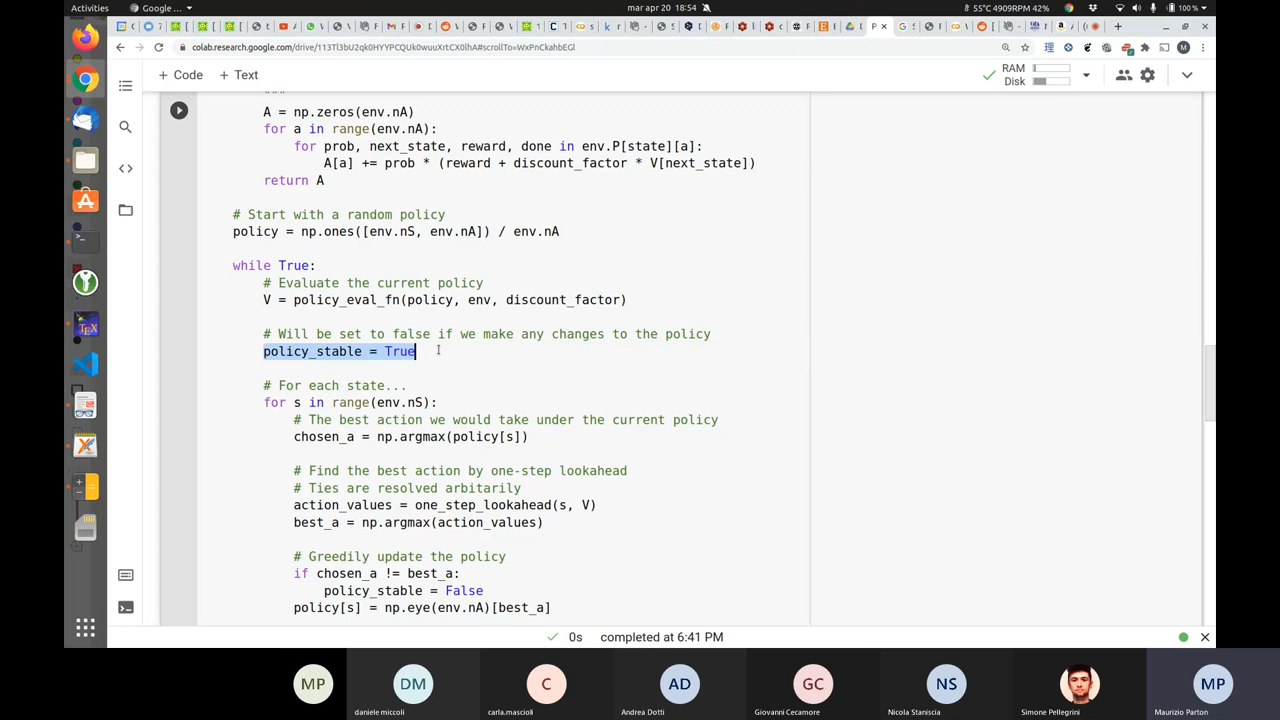 Activities
Google ...
mar apr 20 18:54
55°C 4909RPM 42%
100 %
colab.research.google.com/drive/113Tl3bU2qk0HYYPCQUk0wuuXrtCX0lhA#scrollTo=WxPnCkahbEGl
+ Code + Text
RAM
Disk
A = np.zeros(env.nA)
for a in range(env.nA):
for prob, next_state, reward, done in env.P[state][a]:
A[a] += prob * (reward + discount_factor * V[next_state])
return A
# Start with a random policy
policy = np.ones([env.nS, env.nA]) / env.nA
while True:
# Evaluate the current policy
V = policy_eval_fn(policy, env, discount_factor)
# Will be set to false if we make any changes to the policy
policy_stable = True
# For each state...
for s in range(env.nS):
# The best action we would take under the current policy
chosen_a = np.argmax(policy[s])
# Find the best action by one-step lookahead
# Ties are resolved arbitarily
action_values = one_step_lookahead(s, V)
best_a = np.argmax(action_values)
# Greedily update the policy
if chosen_a != best_a:
policy_stable = False
policy[s] = np.eye(env.nA)[best_a]
0s completed at 6:41 PM
MP
DM
C
AD
GC
NS
MP
daniele miccoli
carla.mascioli
Andrea Dotti
Giovanni Cecamore
Nicola Staniscia
Simone Pellegrini
Maurizio Parton